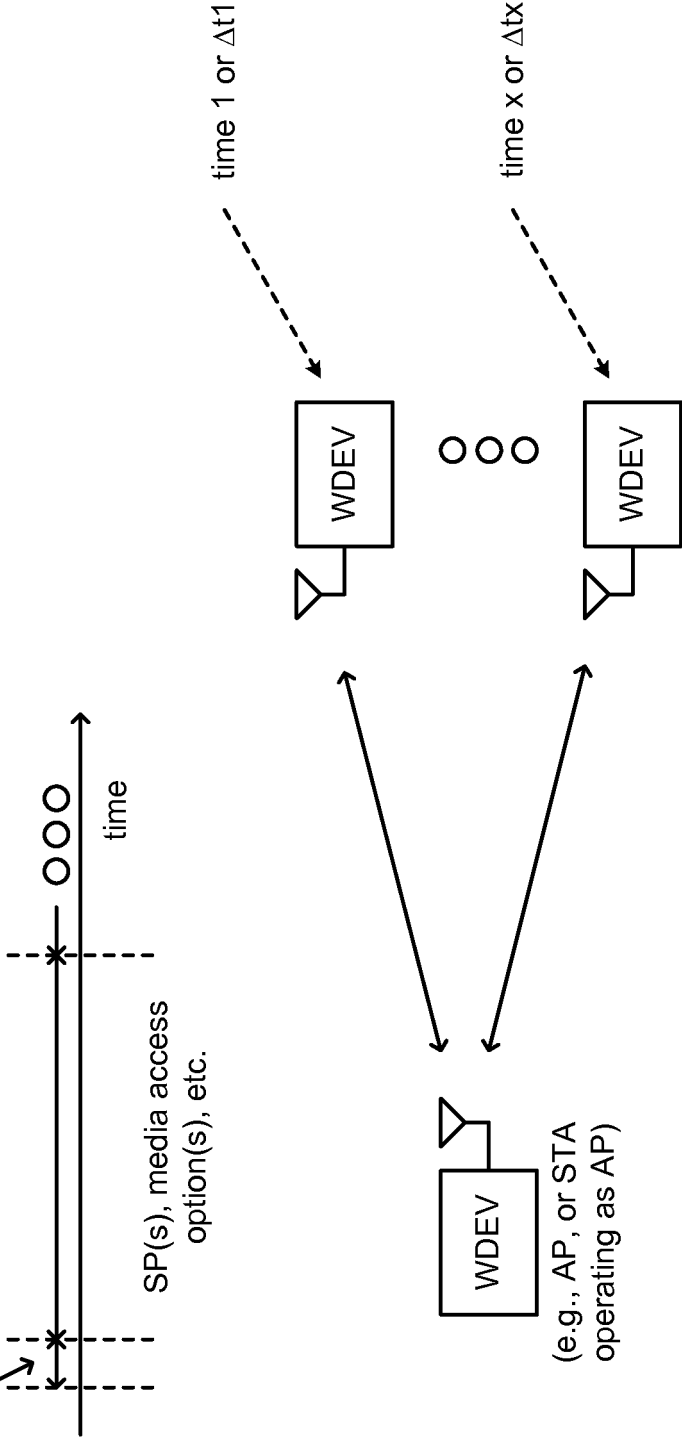 time
SP(s), media access
option(s), etc.
WDEV
(e.g., AP, or STA
operating as AP)
WDEV
time 1 or Δt1
WDEV
time x or Δtx